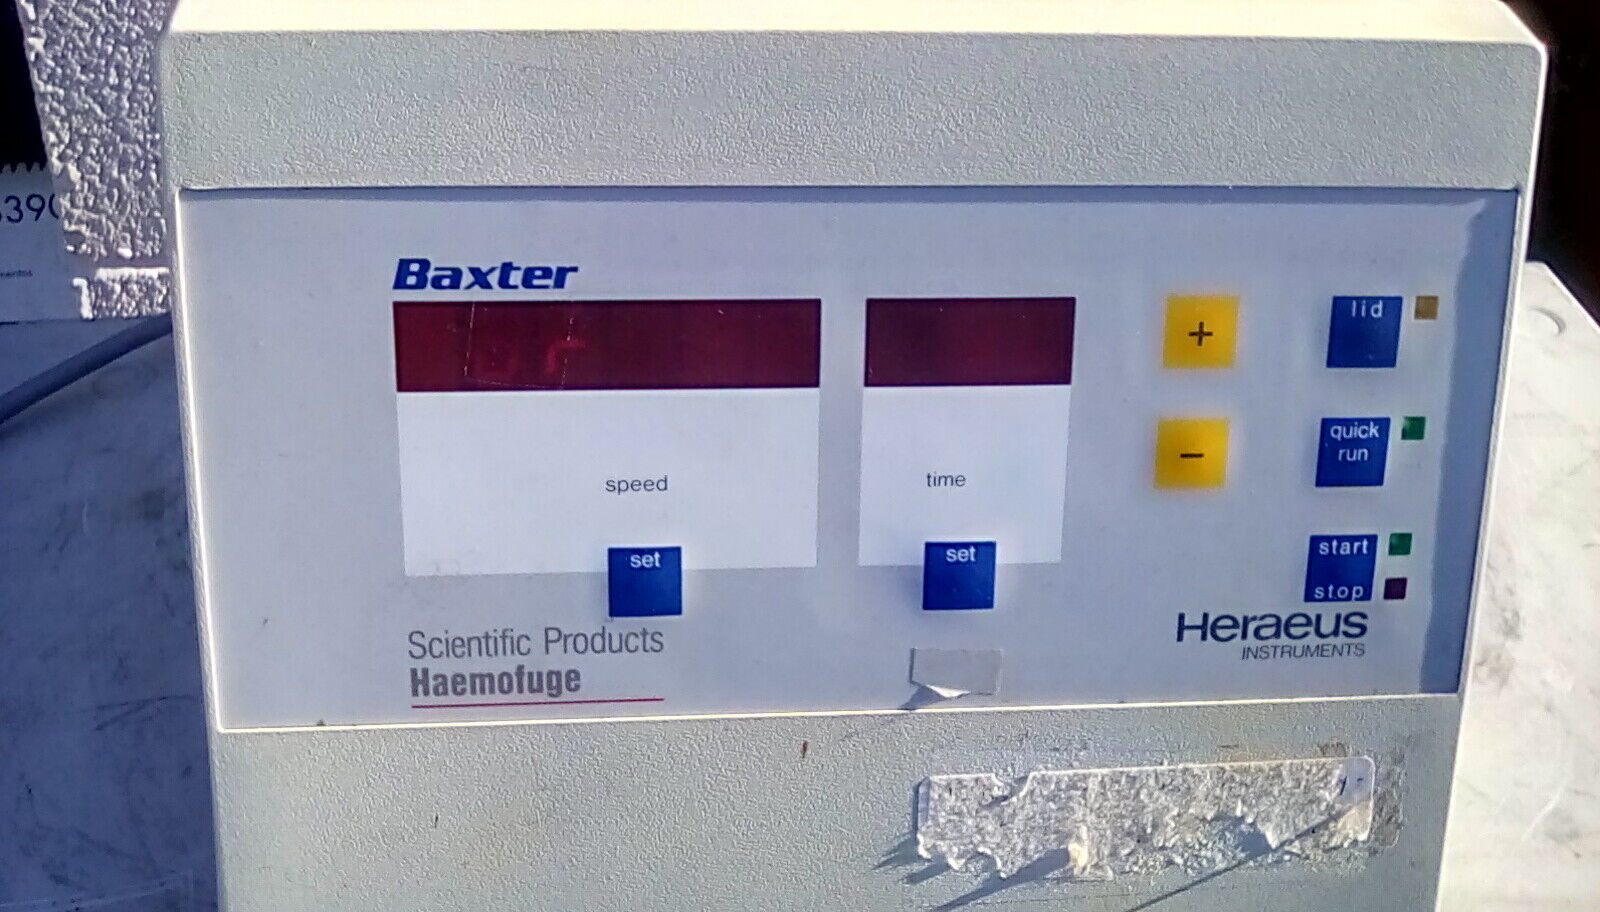 Baxter
+
lid
−
quick
run
speed
time
set
set
start
stop
Scientific Products
Haemofuge
Heraeus
INSTRUMENTS